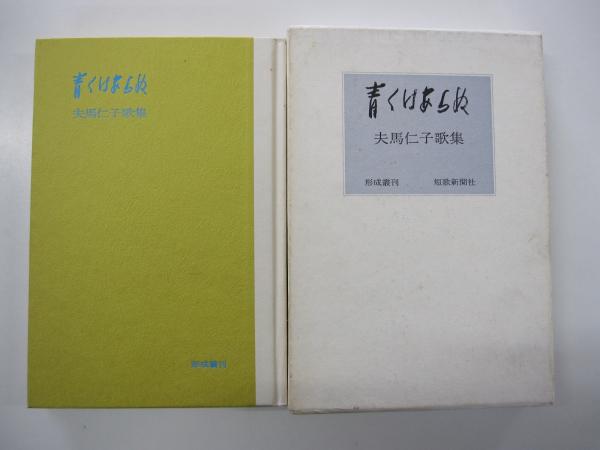 青くはあらぬ
夫馬仁子歌集
形成叢刊
青くはあらぬ
夫馬仁子歌集
形成叢刊 短歌新聞社